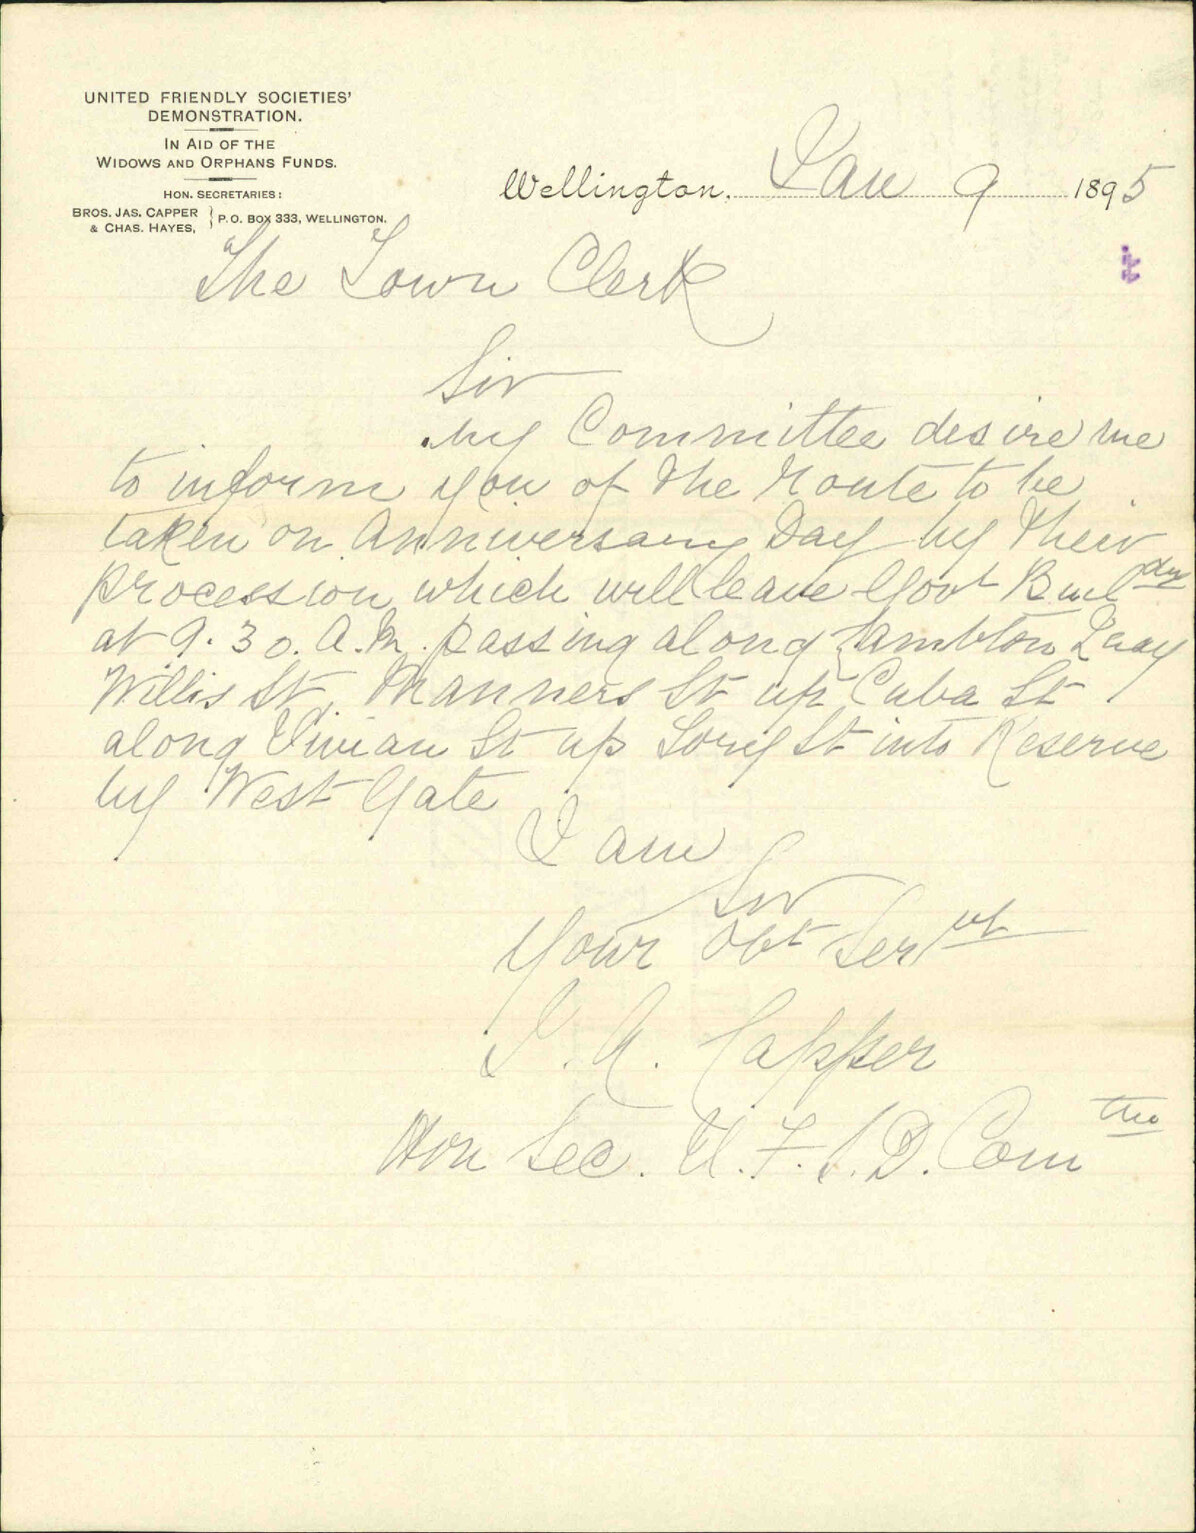 UNITED FRIENDLY SOCIETIES'
DEMONSTRATION.
IN AID OF THE
WIDOWS AND ORPHANS FUNDS.
HON. SECRETARIES:
BROS. JAS. CAPPER
& CHAS. HAYES, } P.O. BOX 333, WELLINGTON.
Wellington, Jan 9 1895
The Town Clerk
Sir
My Committee desire me
to inform you of the Route to be
taken on Anniversary Day by their
procession which will leave Govt Buildgs
at 9.30. A.M. passing along Lambton Quay
Willis St, Manners St up Cuba St
along Vivian St up Tory St into Reserve
by West Gate
I am
Sir
Your Obt Servt
J. A. Capper
Hon Sec. U.F.S.D. Com